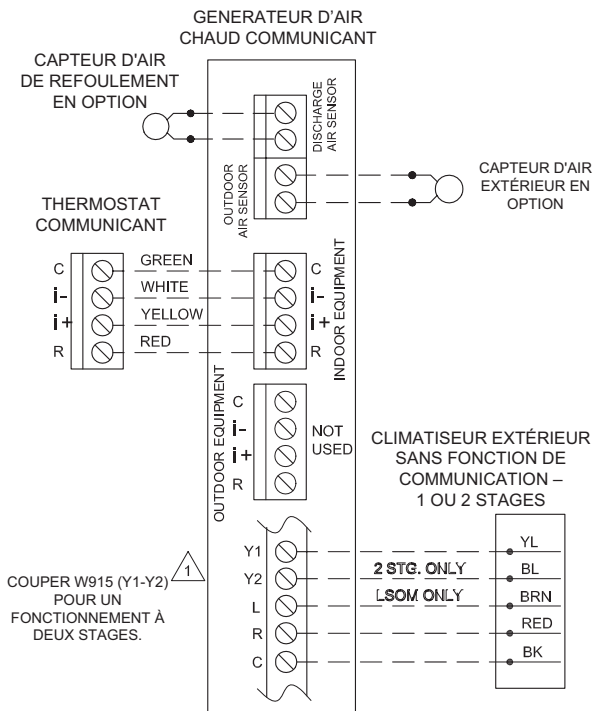 GENERATEUR D'AIR
CHAUD COMMUNICANT
CAPTEUR D'AIR
DE REFOULEMENT
EN OPTION
DISCHARGE
AIR SENSOR
OUTDOOR
AIR SENSOR
CAPTEUR D'AIR
EXTÉRIEUR EN
OPTION
THERMOSTAT
COMMUNICANT
C
i-
i+
R
GREEN
WHITE
YELLOW
RED
C
i-
i+
R
INDOOR EQUIPMENT
OUTDOOR EQUIPMENT
C
i-
i+
R
NOT
USED
CLIMATISEUR EXTÉRIEUR
SANS FONCTION DE
COMMUNICATION –
1 OU 2 STAGES
1
COUPER W915 (Y1-Y2)
POUR UN
FONCTIONNEMENT À
DEUX STAGES.
Y1
Y2
L
R
C
2 STG. ONLY
LSOM ONLY
YL
BL
BRN
RED
BK